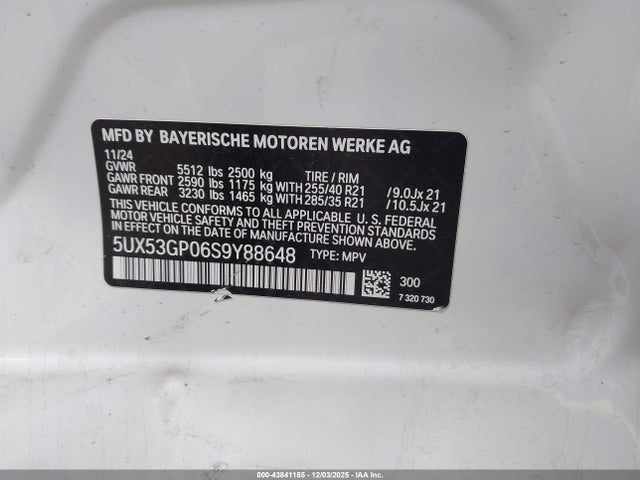 MFD BY BAYERISCHE MOTOREN WERKE AG
11/24
GVWR 5512 lbs 2500 kg TIRE / RIM
GAWR FRONT 2590 lbs 1175 kg WITH 255/40 R21 /9.0Jx 21
GAWR REAR 3230 lbs 1465 kg WITH 285/35 R21 /10.5Jx 21
THIS VEHICLE CONFORMS TO ALL APPLICABLE U. S. FEDERAL
MOTOR VEHICLE SAFETY, BUMPER, AND THEFT PREVENTION STANDARDS
IN EFFECT ON THE DATE OF MANUFACTURE SHOWN ABOVE.
5UX53GP06S9Y88648 TYPE: MPV
300
7 320 730
000-43841185 - 12/03/2025 - IAA Inc.